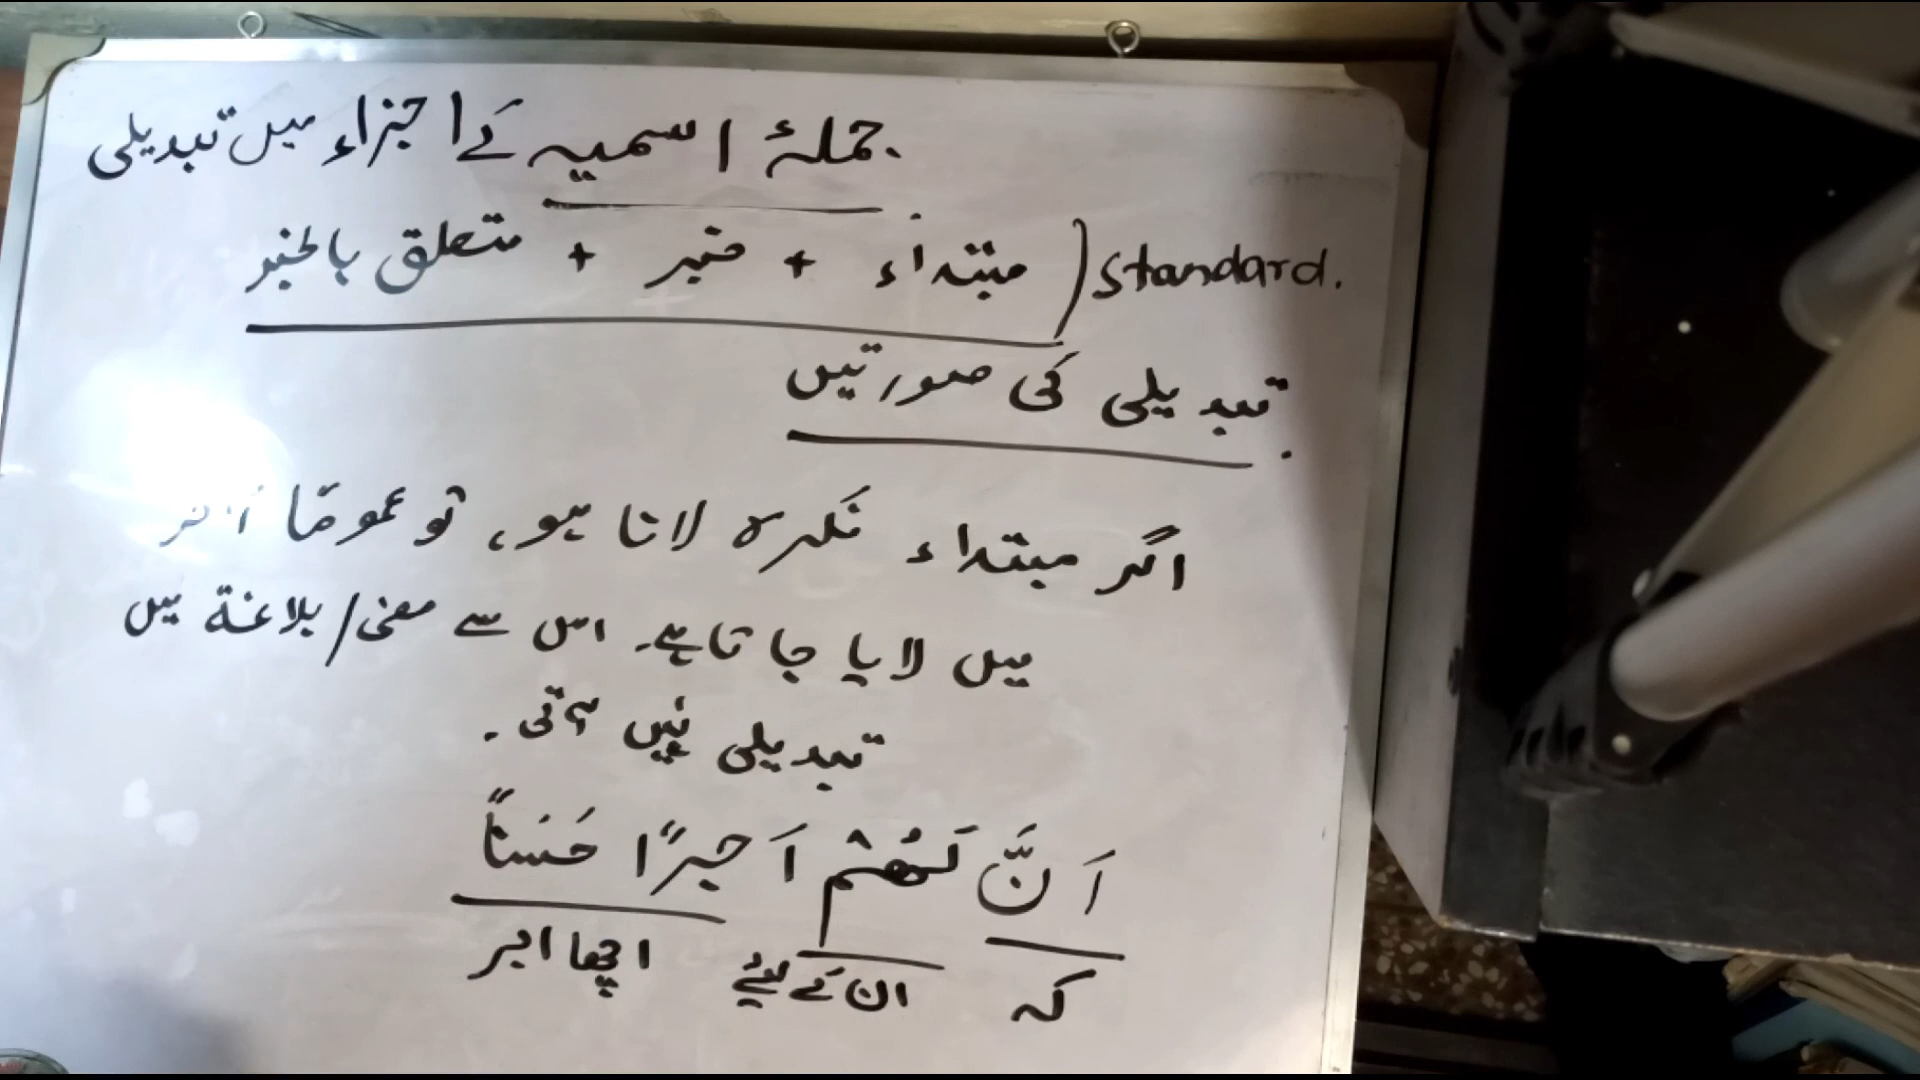 جملۂ اسمیہ کے اجزاء میں تبدیلی
Standard. ) مبتداء + خبر + متعلق بالخبر
تبدیلی کی صورتیں
اگر مبتداء نکرہ لانا ہو، تو عمومًا آخر
میں لایا جاتا ہے۔ اس سے معنی/بلاغۃ میں
تبدیلی نہیں ہوتی۔
اَنَّ لَهُمْ اَجْرًا حَسَنًا
کہ ان کے لیئے اچھا اجر